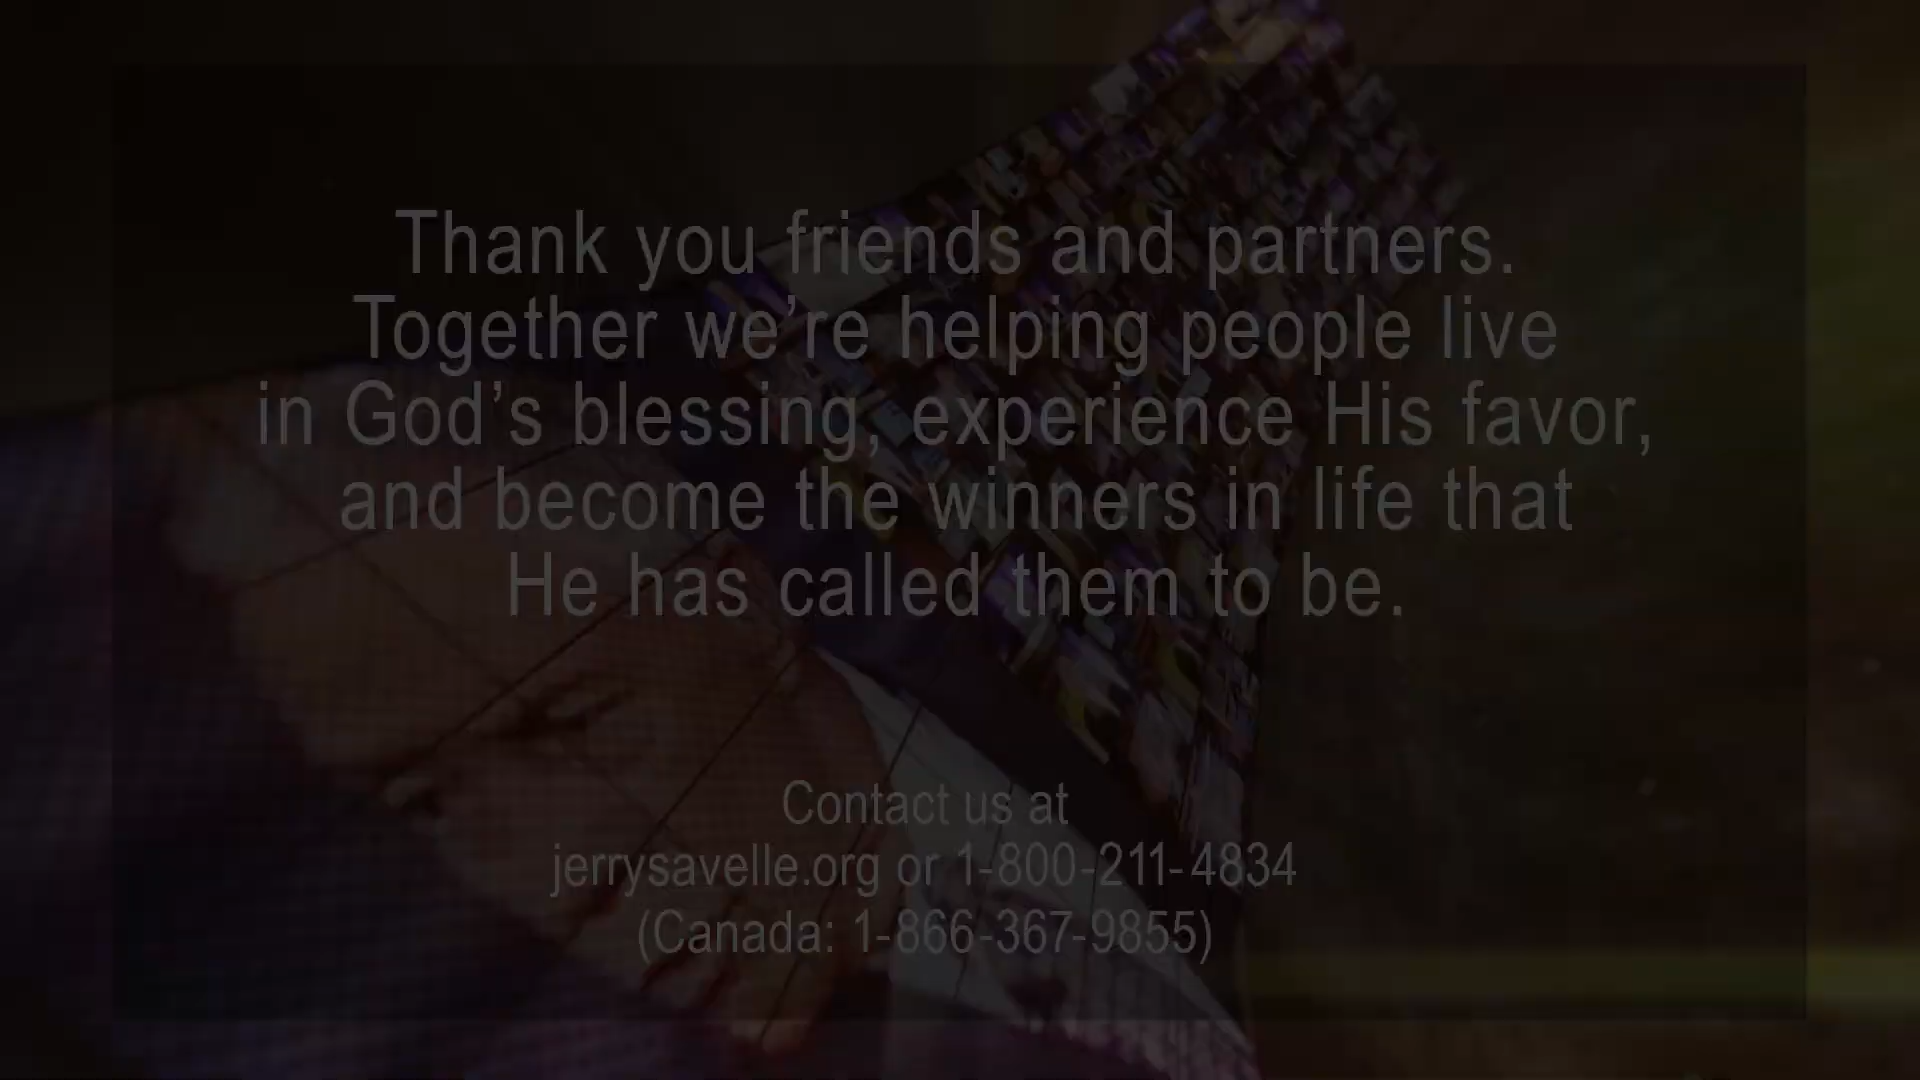 Thank you friends and partners.
Together we’re helping people live
in God’s blessing, experience His favor,
and become the winners in life that
He has called them to be.
Contact us at
jerrysavelle.org or 1-800-211-4834
(Canada: 1-866-367-9855)